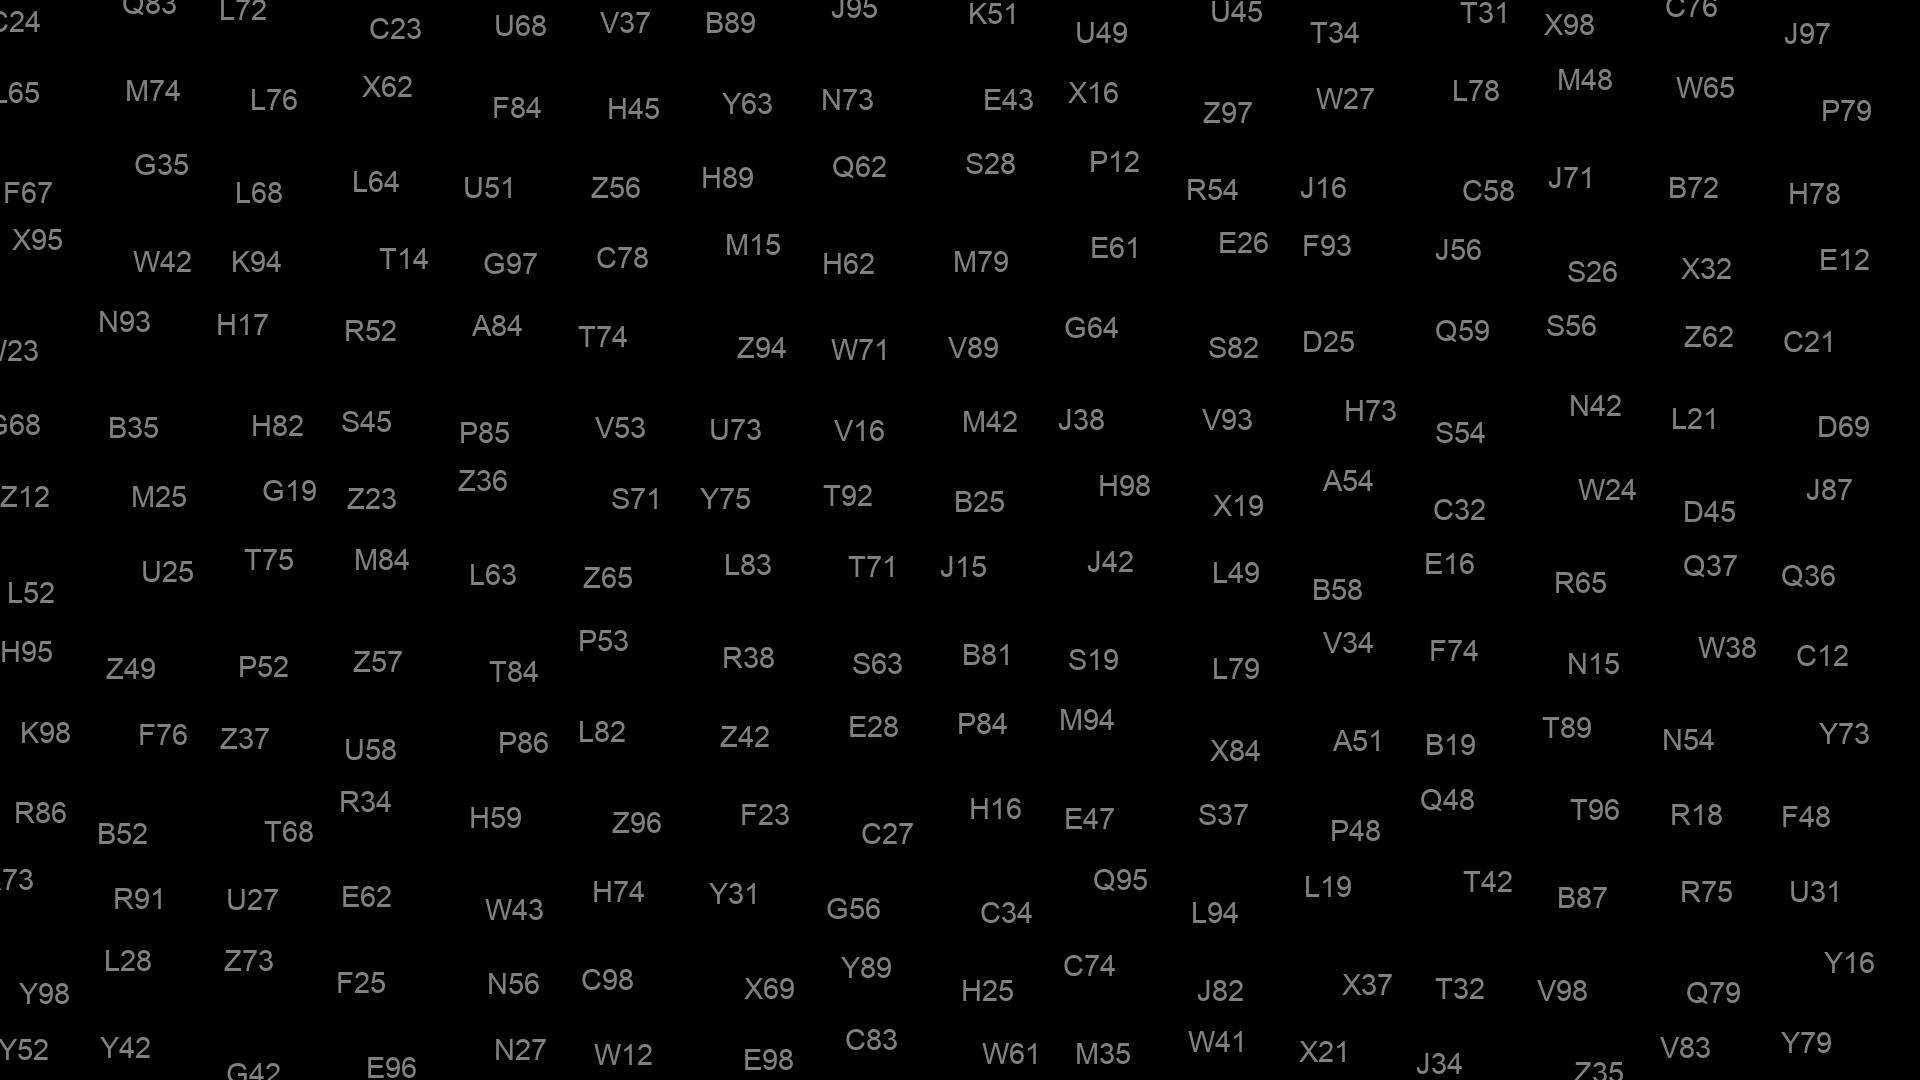 C24 Q83 L72 C23 U68 V37 B89 J95 K51 U49 U45 T34 T31 X98 C76 J97
L65 M74 L76 X62 F84 H45 Y63 N73 E43 X16 Z97 W27 L78 M48 W65 P79
F67 G35 L68 L64 U51 Z56 H89 Q62 S28 P12 R54 J16 C58 J71 B72 H78
X95 W42 K94 T14 G97 C78 M15 H62 M79 E61 E26 F93 J56 S26 X32 E12
N93 H17 R52 A84 T74 Z94 W71 V89 G64 S82 D25 Q59 S56 Z62 C21
G68 B35 H82 S45 P85 V53 U73 V16 M42 J38 V93 H73 S54 N42 L21 D69
Z12 M25 G19 Z23 Z36 S71 Y75 T92 B25 H98 X19 A54 C32 W24 D45 J87
L52 U25 T75 M84 L63 Z65 L83 T71 J15 J42 L49 B58 E16 R65 Q37 Q36
H95 Z49 P52 Z57 T84 P53 R38 S63 B81 S19 L79 V34 F74 N15 W38 C12
K98 F76 Z37 U58 P86 L82 Z42 E28 P84 M94 X84 A51 B19 T89 N54 Y73
R86 B52 T68 R34 H59 Z96 F23 C27 H16 E47 S37 P48 Q48 T96 R18 F48
R91 U27 E62 W43 H74 Y31 G56 C34 Q95 L94 L19 T42 B87 R75 U31
Y98 L28 Z73 F25 N56 C98 X69 Y89 H25 C74 J82 X37 T32 V98 Q79 Y16
Y52 Y42 G42 E96 N27 W12 E98 C83 W61 M35 W41 X21 J34 Z35 V83 Y79